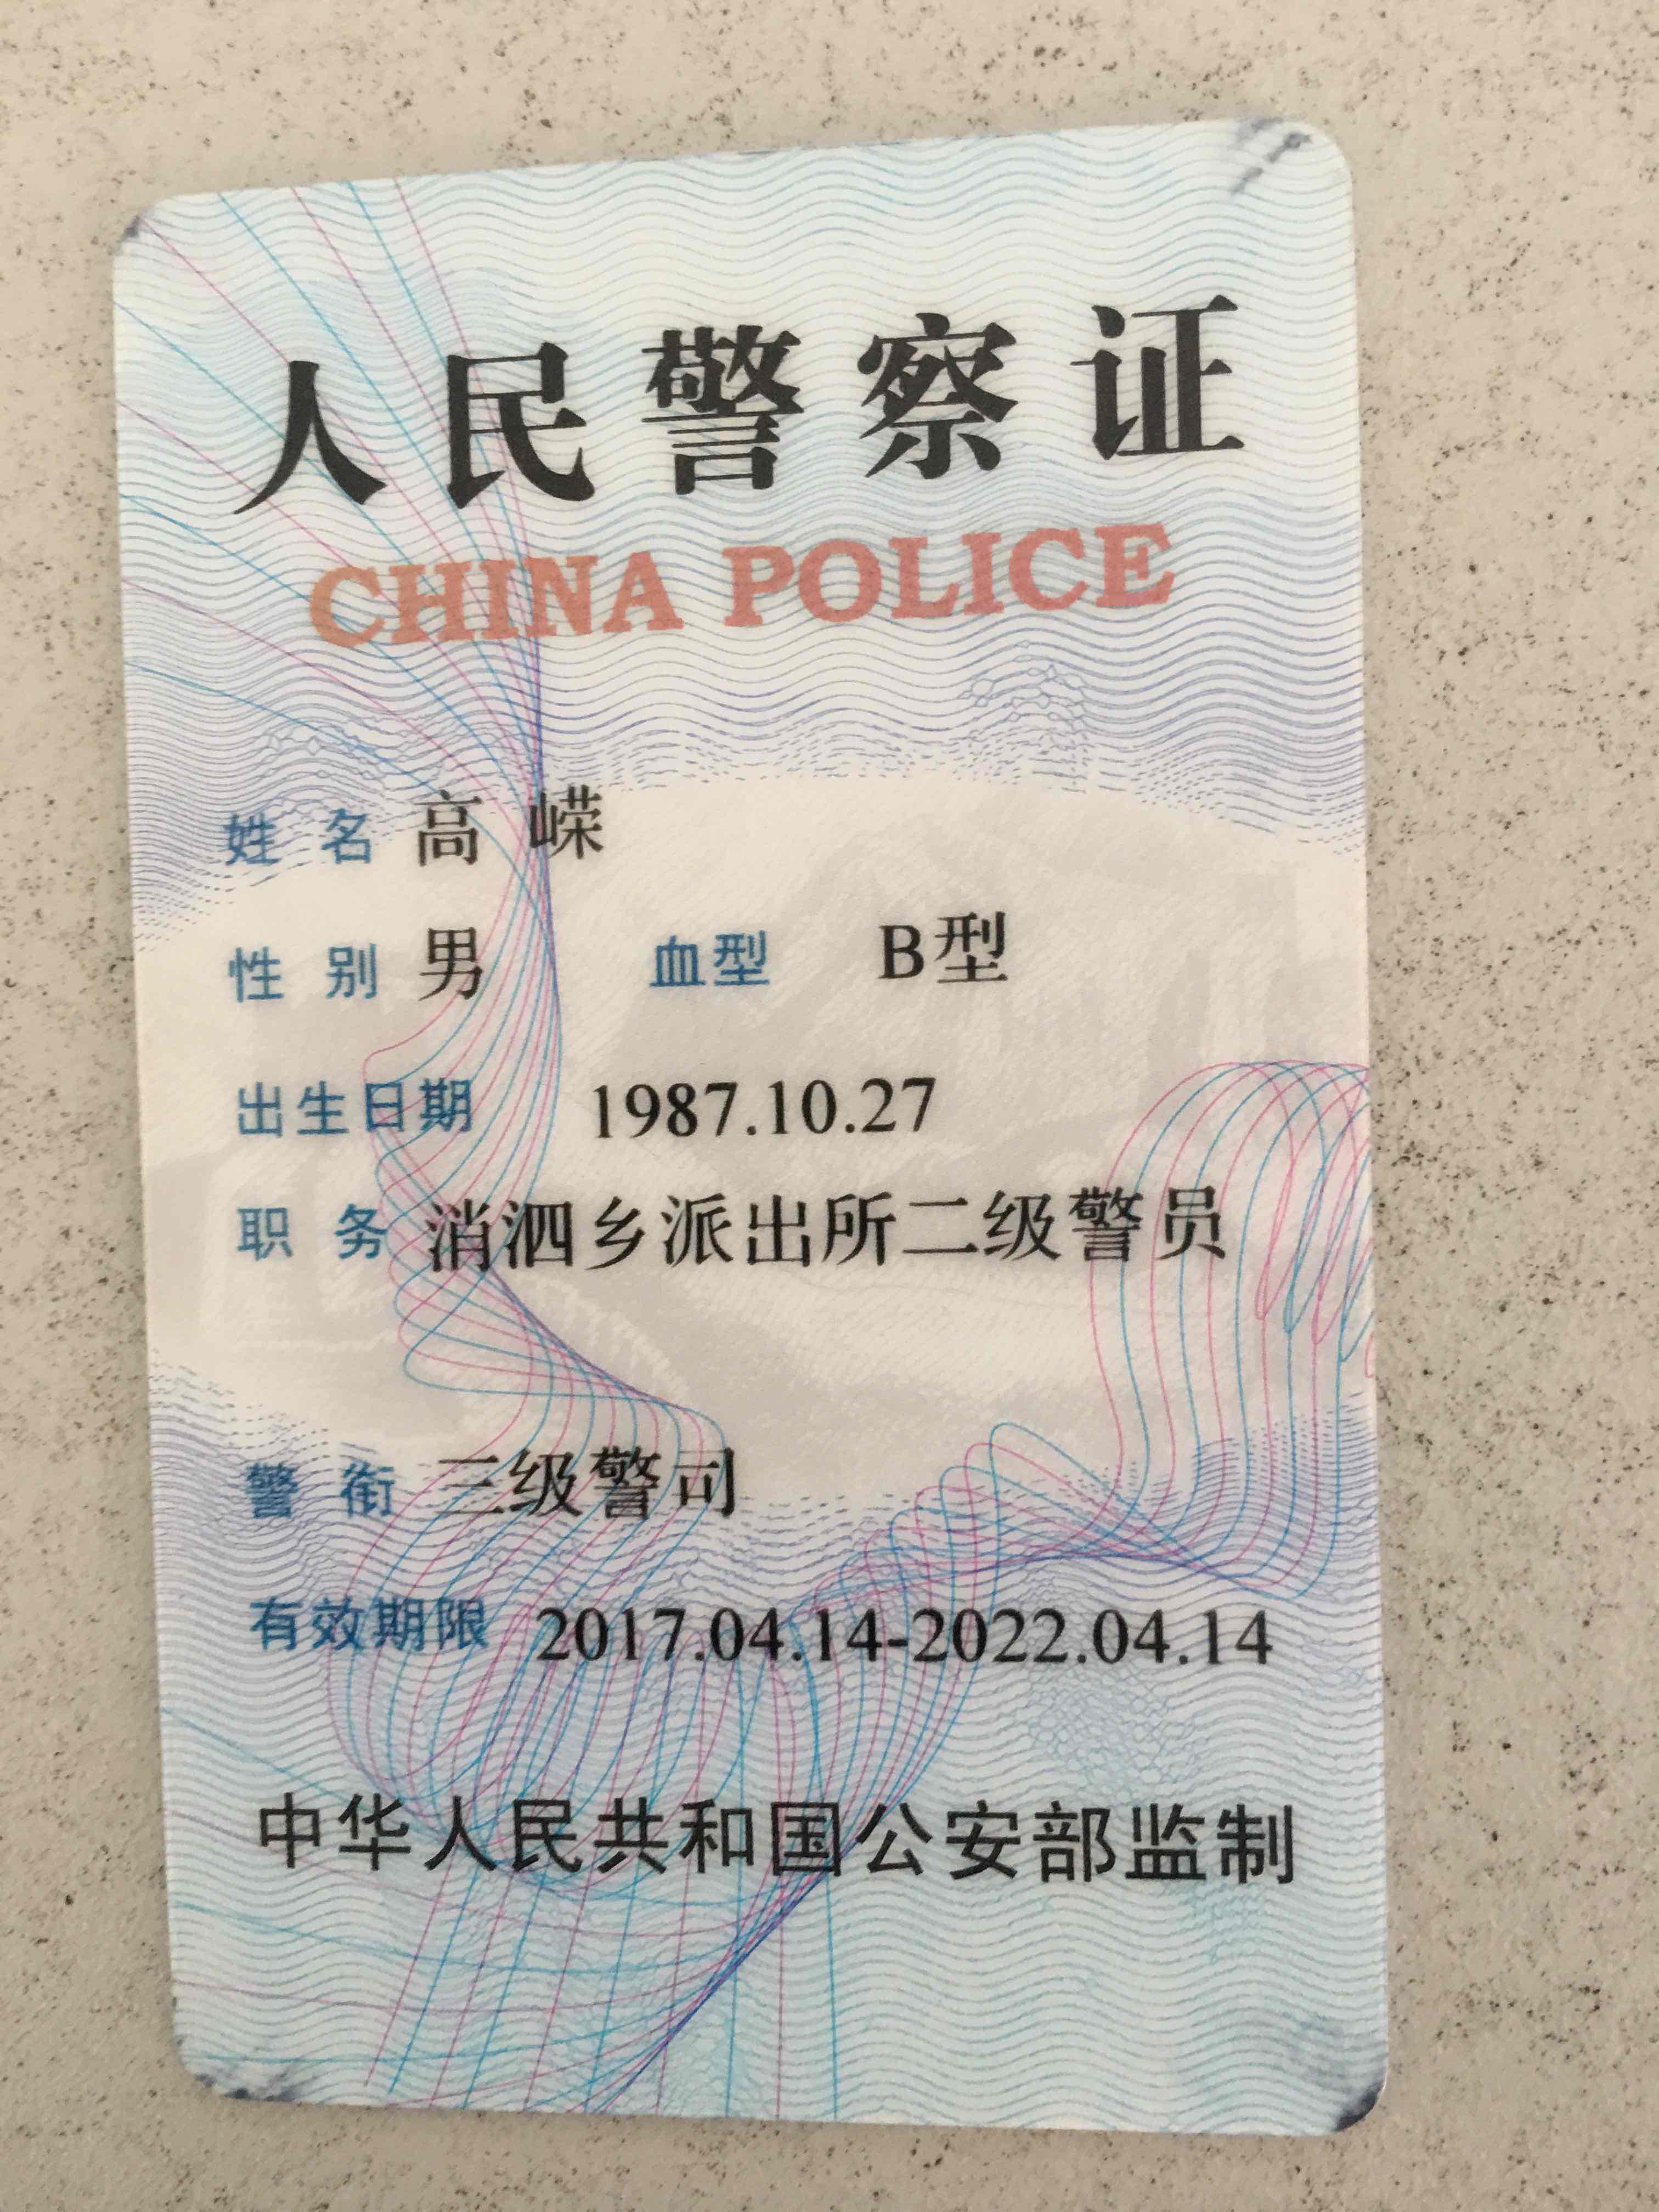 人民警察证
CHINA POLICE
姓 名 高 嵘
性 别 男 血型 B型
出生日期 1987.10.27
职 务 消泗乡派出所二级警员
警 衔 三级警司
有效期限 2017.04.14-2022.04.14
中华人民共和国公安部监制